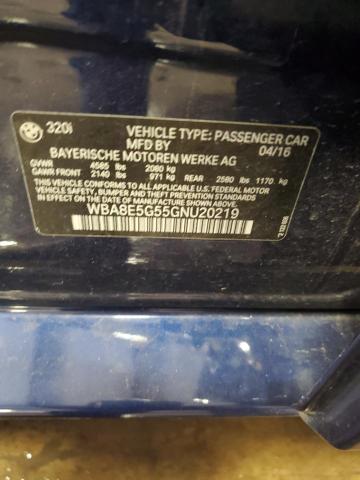 320i
VEHICLE TYPE: PASSENGER CAR
MFD BY 04/16
BAYERISCHE MOTOREN WERKE AG
GVWR 4585 lbs 2080 kg
GAWR FRONT 2140 lbs 971 kg REAR 2580 lbs 1170 kg
THIS VEHICLE CONFORMS TO ALL APPLICABLE U.S. FEDERAL MOTOR
VEHICLE SAFETY, BUMPER AND THEFT PREVENTION STANDARDS
IN EFFECT ON THE DATE OF MANUFACTURE SHOWN ABOVE.
WBA8E5G55GNU20219